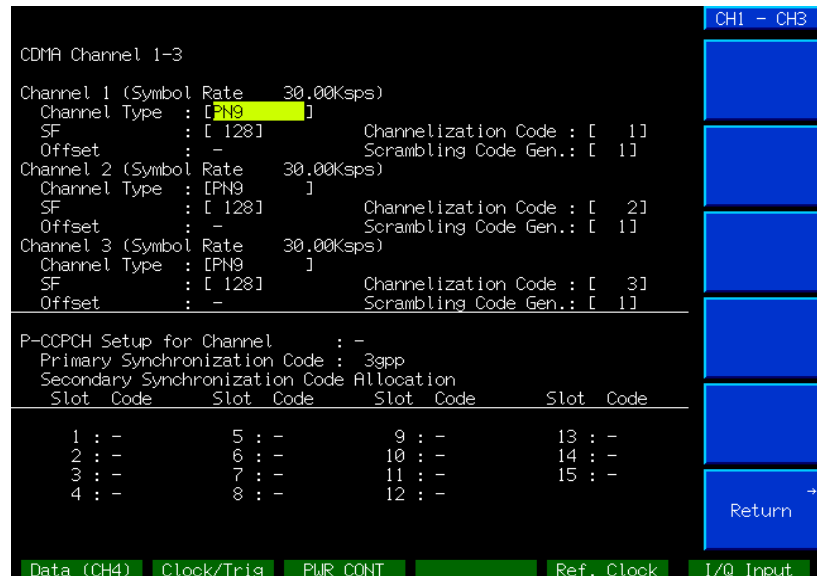 CH1 - CH3
CDMA Channel 1-3
Channel 1 (Symbol Rate 30.00Ksps)
Channel Type : [PN9 ]
SF : [ 128] Channelization Code : [ 1]
Offset : - Scrambling Code Gen.: [ 1]
Channel 2 (Symbol Rate 30.00Ksps)
Channel Type : [PN9 ]
SF : [ 128] Channelization Code : [ 2]
Offset : - Scrambling Code Gen.: [ 1]
Channel 3 (Symbol Rate 30.00Ksps)
Channel Type : [PN9 ]
SF : [ 128] Channelization Code : [ 3]
Offset : - Scrambling Code Gen.: [ 1]
P-CCPCH Setup for Channel : -
Primary Synchronization Code : 3gpp
Secondary Synchronization Code Allocation
Slot Code Slot Code Slot Code Slot Code
1 : - 5 : - 9 : - 13 : -
2 : - 6 : - 10 : - 14 : -
3 : - 7 : - 11 : - 15 : -
4 : - 8 : - 12 : -
→
Return
Data (CH4) Clock/Trig PWR CONT Ref. Clock I/Q Input